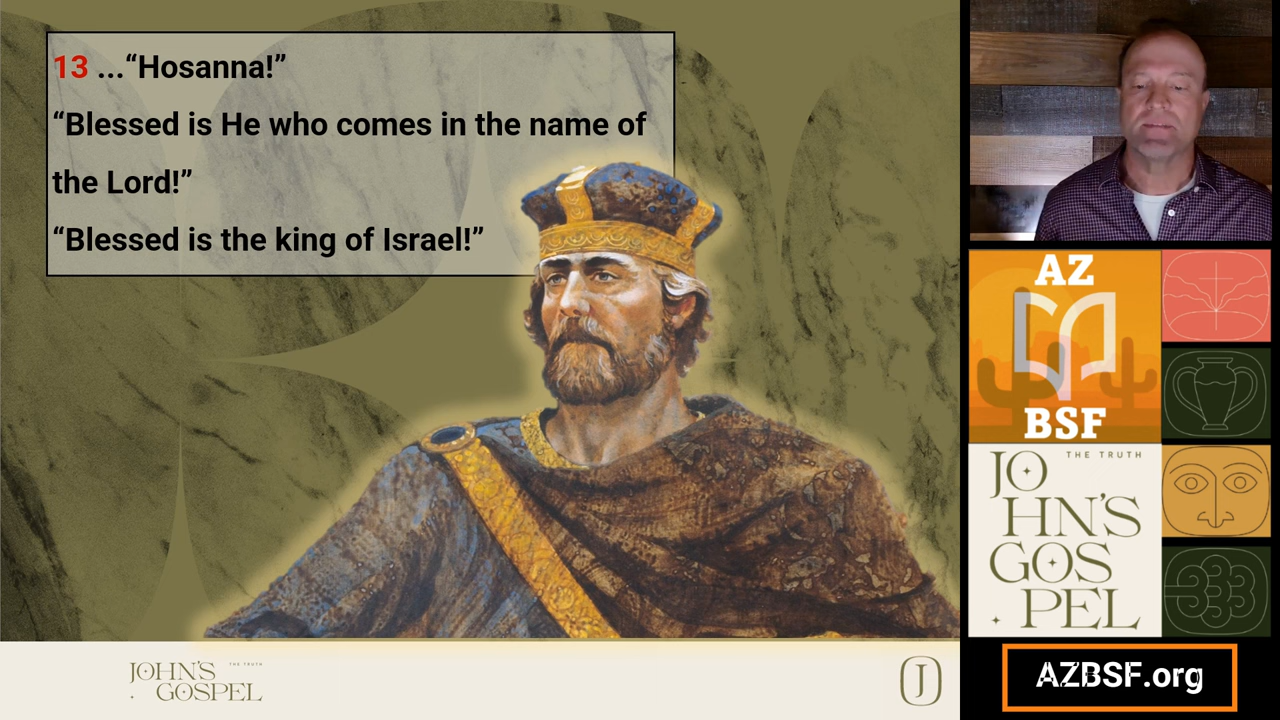 13 ...“Hosanna!”
“Blessed is He who comes in the name of
the Lord!”
“Blessed is the king of Israel!”
JOHN'S THE TRUTH
GOSPEL
J
AZ
BSF
THE TRUTH
JO
HN'S
GOS
PEL
AZBSF.org